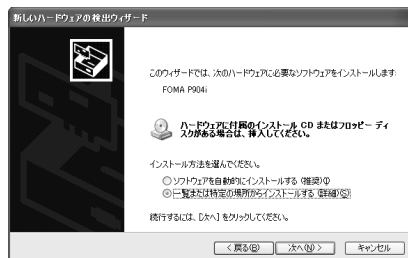 新しいハードウェアの検出ウィザード
このウィザードでは、次のハードウェアに必要なソフトウェアをインストールします:
FOMA P904i
ハードウェアに付属のインストール CD またはフロッピー ディ
スクがある場合は、挿入してください。
インストール方法を選んでください。
ソフトウェアを自動的にインストールする (推奨)(I)
一覧または特定の場所からインストールする (詳細)(S)
続行するには、[次へ] をクリックしてください。
< 戻る(B)
次へ(N) >
キャンセル